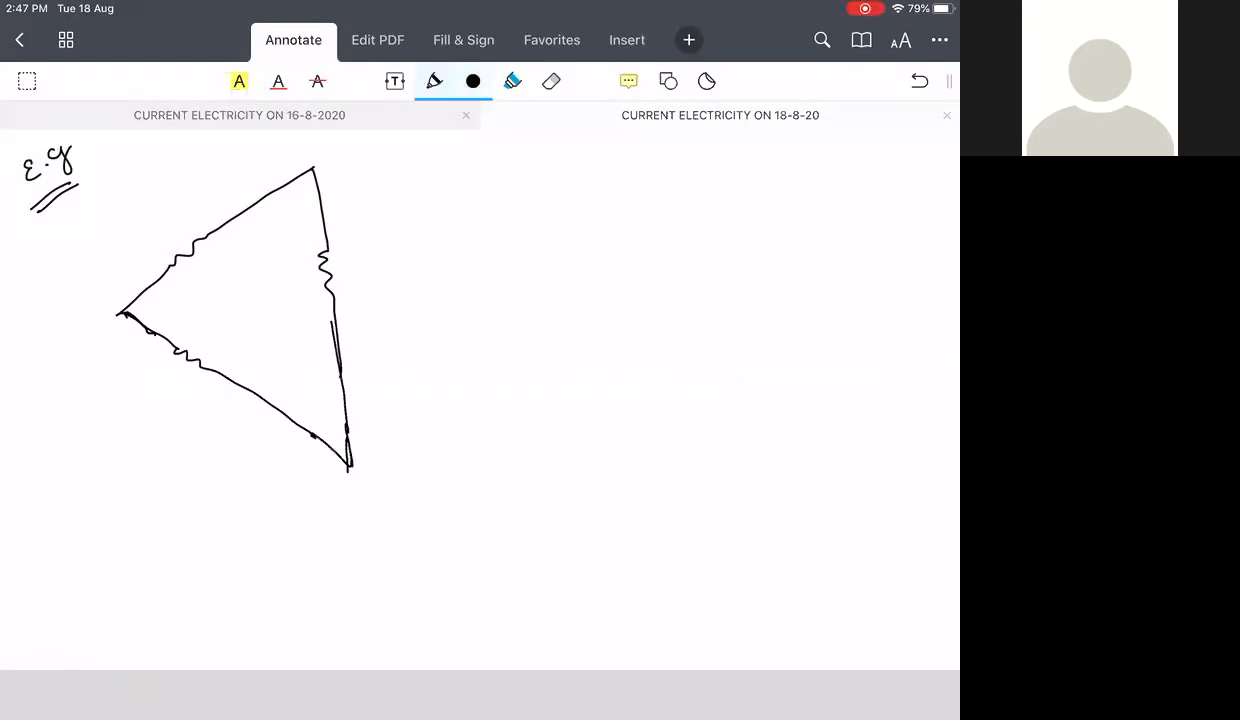 2:47 PM Tue 18 Aug 79%
Annotate Edit PDF Fill & Sign Favorites Insert
CURRENT ELECTRICITY ON 16-8-2020 CURRENT ELECTRICITY ON 18-8-20
E.g